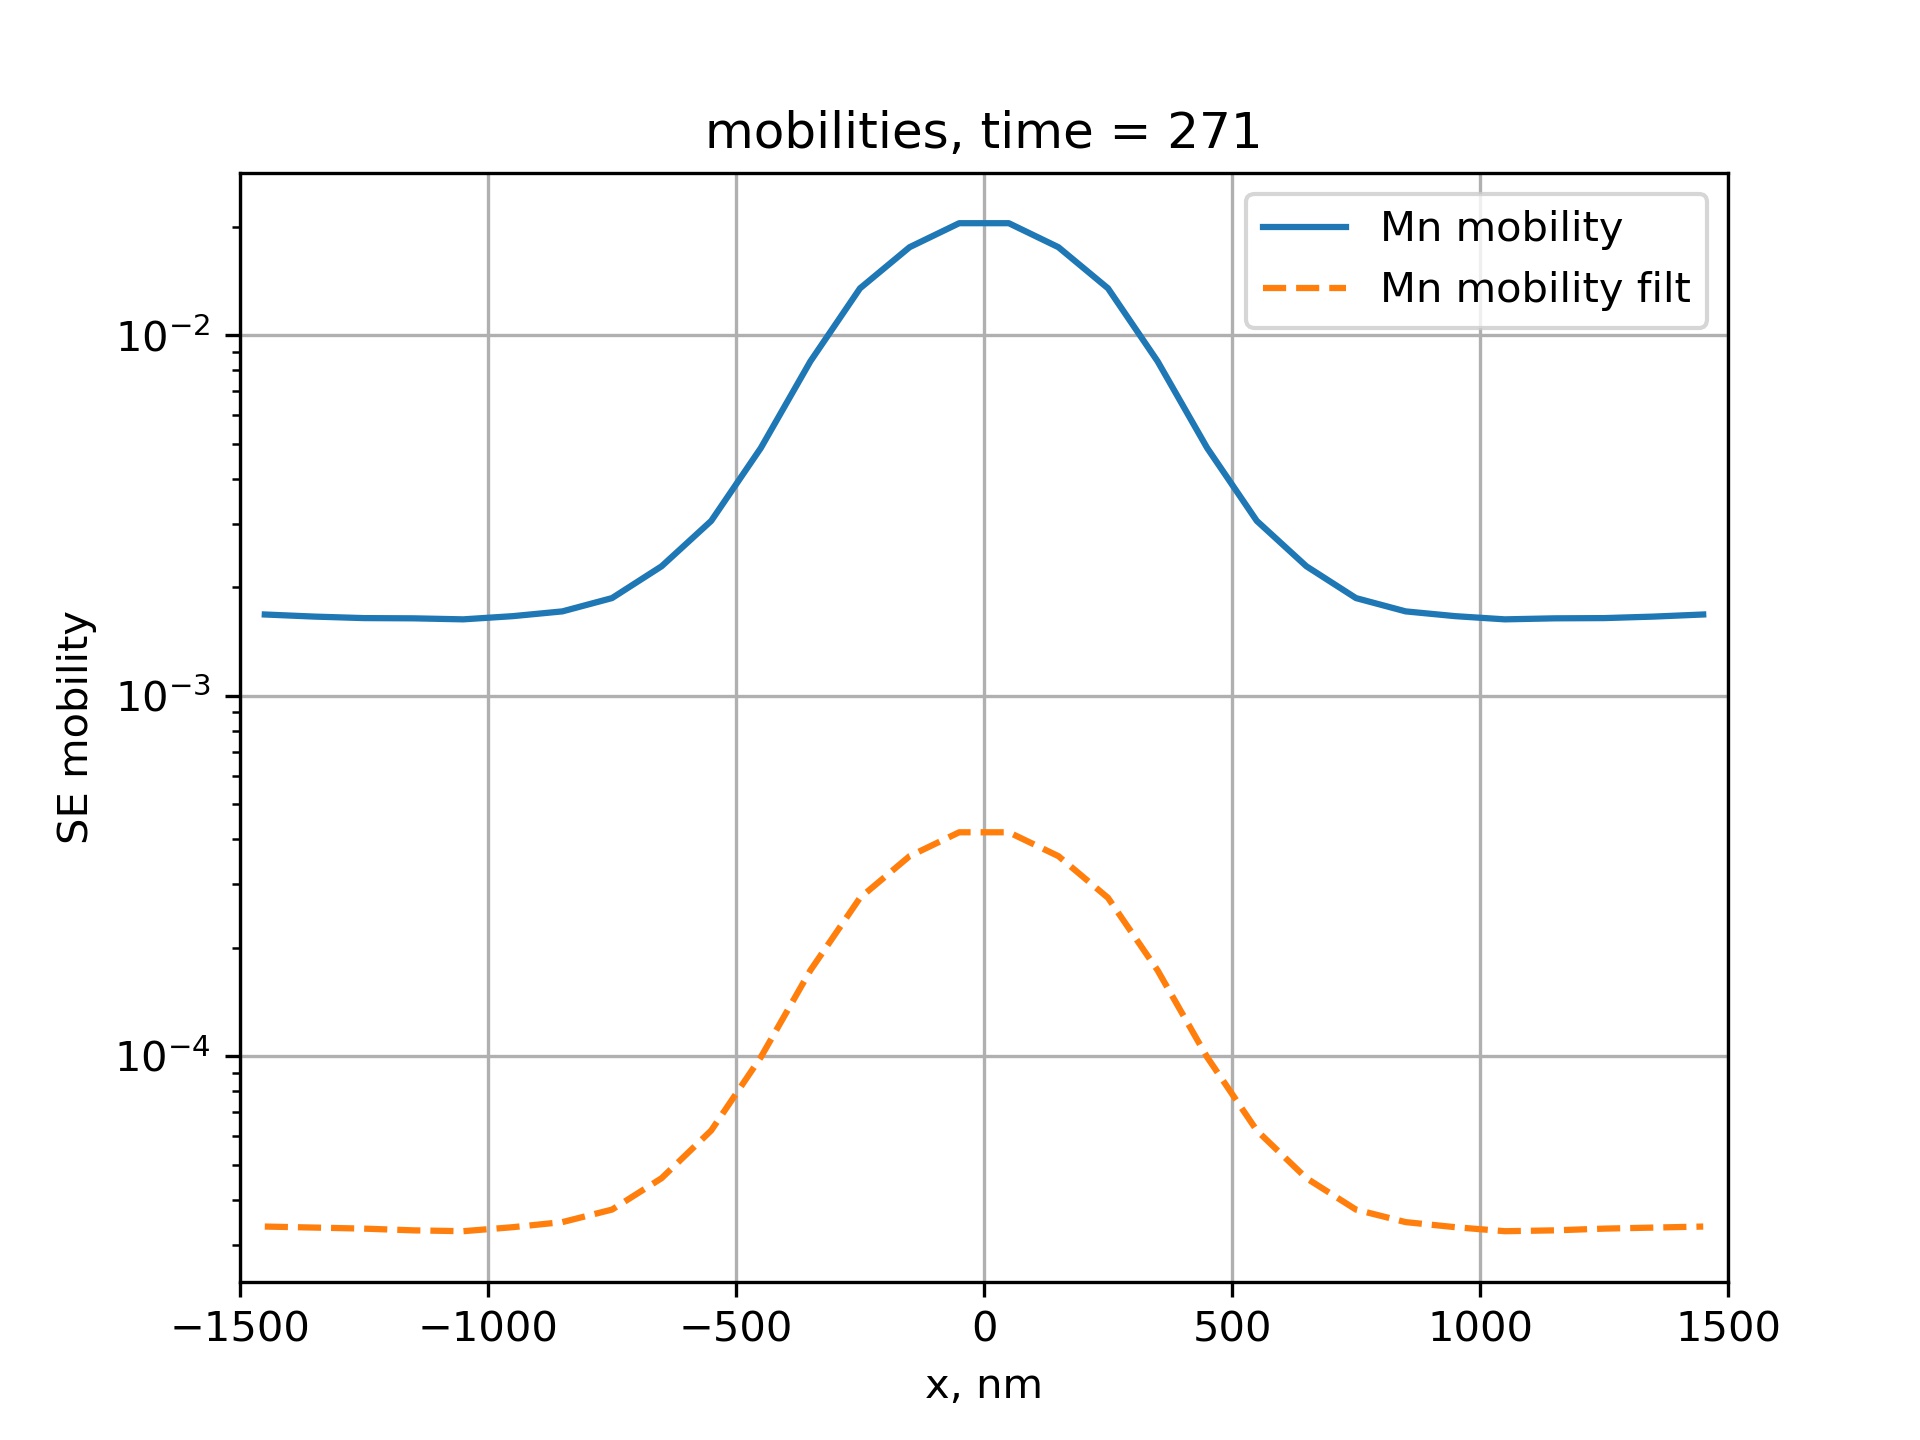 mobilities, time = 271
Mn mobility
Mn mobility filt
SE mobility
10⁻²
10⁻³
10⁻⁴
−1500 −1000 −500 0 500 1000 1500
x, nm